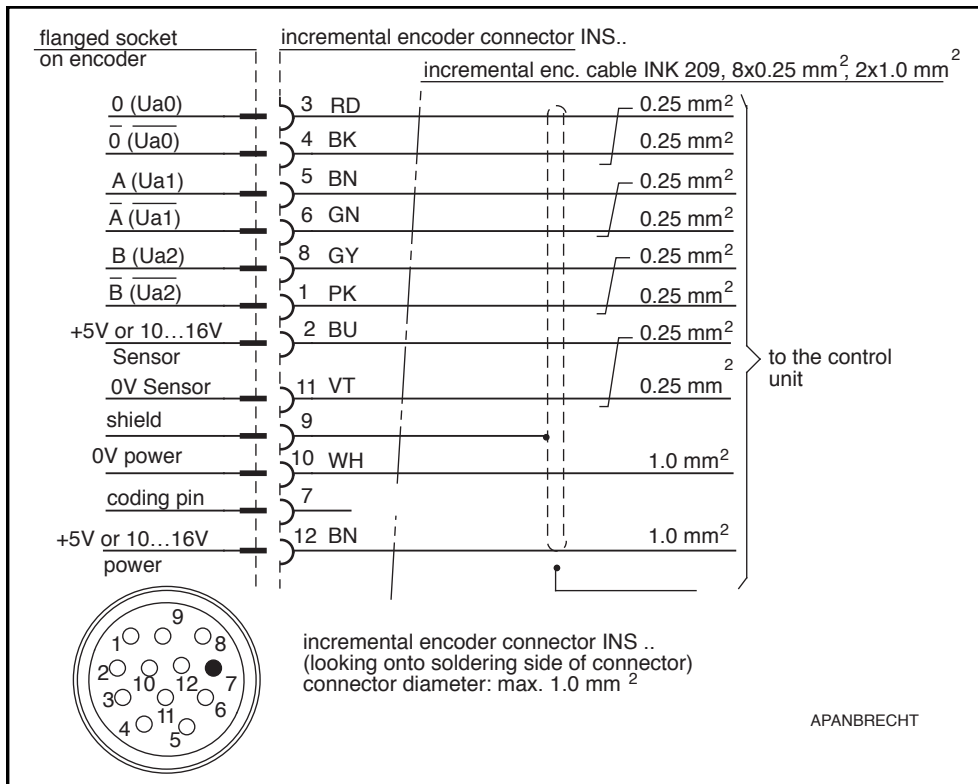 flanged socket
on encoder
incremental encoder connector INS..
incremental enc. cable INK 209, 8x0.25 mm², 2x1.0 mm²
0 (Ua0) 3 RD 0.25 mm²
0̅ (U̅a̅0̅) 4 BK 0.25 mm²
A (Ua1) 5 BN 0.25 mm²
A̅ (U̅a̅1̅) 6 GN 0.25 mm²
B (Ua2) 8 GY 0.25 mm²
B̅ (U̅a̅2̅) 1 PK 0.25 mm²
+5V or 10...16V 2 BU 0.25 mm²
Sensor
to the control
unit
0V Sensor 11 VT 0.25 mm²
shield 9
0V power 10 WH 1.0 mm²
coding pin 7
+5V or 10...16V 12 BN 1.0 mm²
power
9
1 8
2 10 12 7
3 11 6
4 5
incremental encoder connector INS ..
(looking onto soldering side of connector)
connector diameter: max. 1.0 mm ²
APANBRECHT